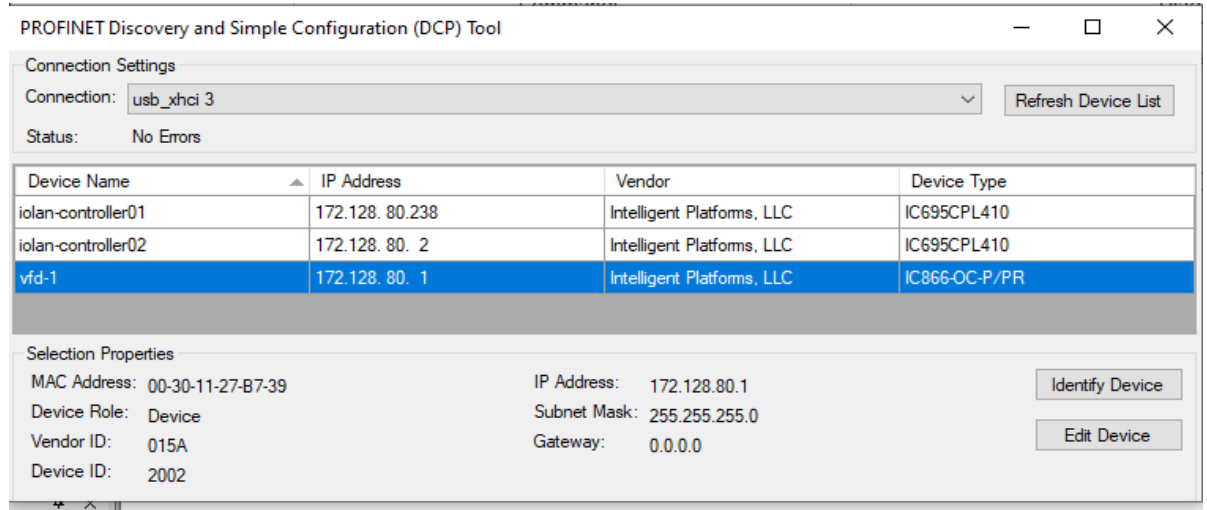 PROFINET Discovery and Simple Configuration (DCP) Tool
Connection Settings
Connection: usb_xhci 3 Refresh Device List
Status: No Errors
Device Name IP Address Vendor Device Type
iolan-controller01 172.128. 80.238 Intelligent Platforms, LLC IC695CPL410
iolan-controller02 172.128. 80. 2 Intelligent Platforms, LLC IC695CPL410
vfd-1 172.128. 80. 1 Intelligent Platforms, LLC IC866-OC-P/PR
Selection Properties
MAC Address: 00-30-11-27-B7-39 IP Address: 172.128.80.1 Identify Device
Device Role: Device Subnet Mask: 255.255.255.0
Vendor ID: 015A Gateway: 0.0.0.0 Edit Device
Device ID: 2002